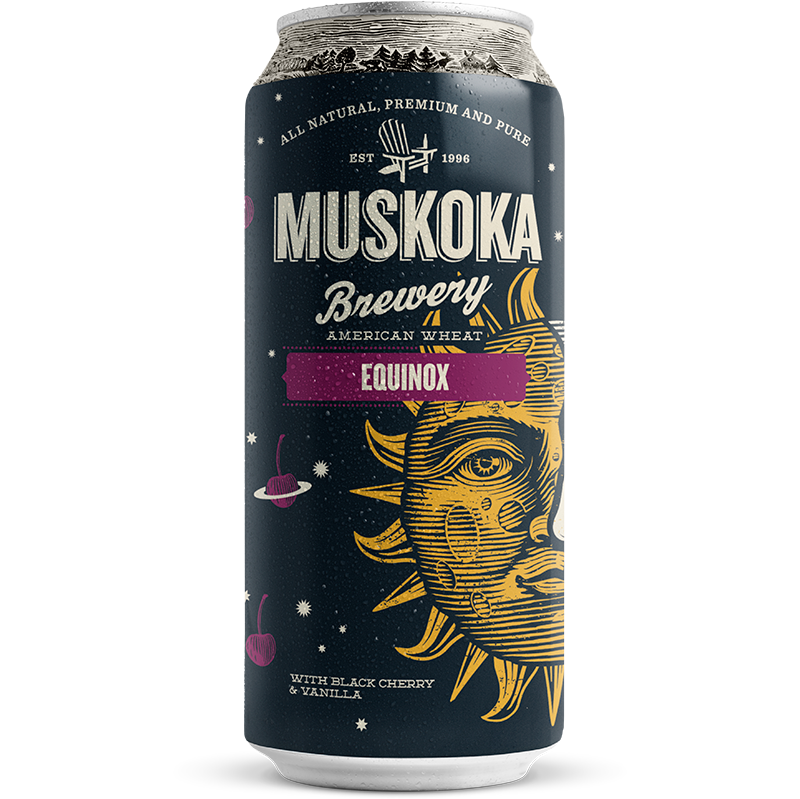 ALL NATURAL, PREMIUM AND PURE
EST 1996
MUSKOKA
Brewery
AMERICAN WHEAT
EQUINOX
WITH BLACK CHERRY
& VANILLA